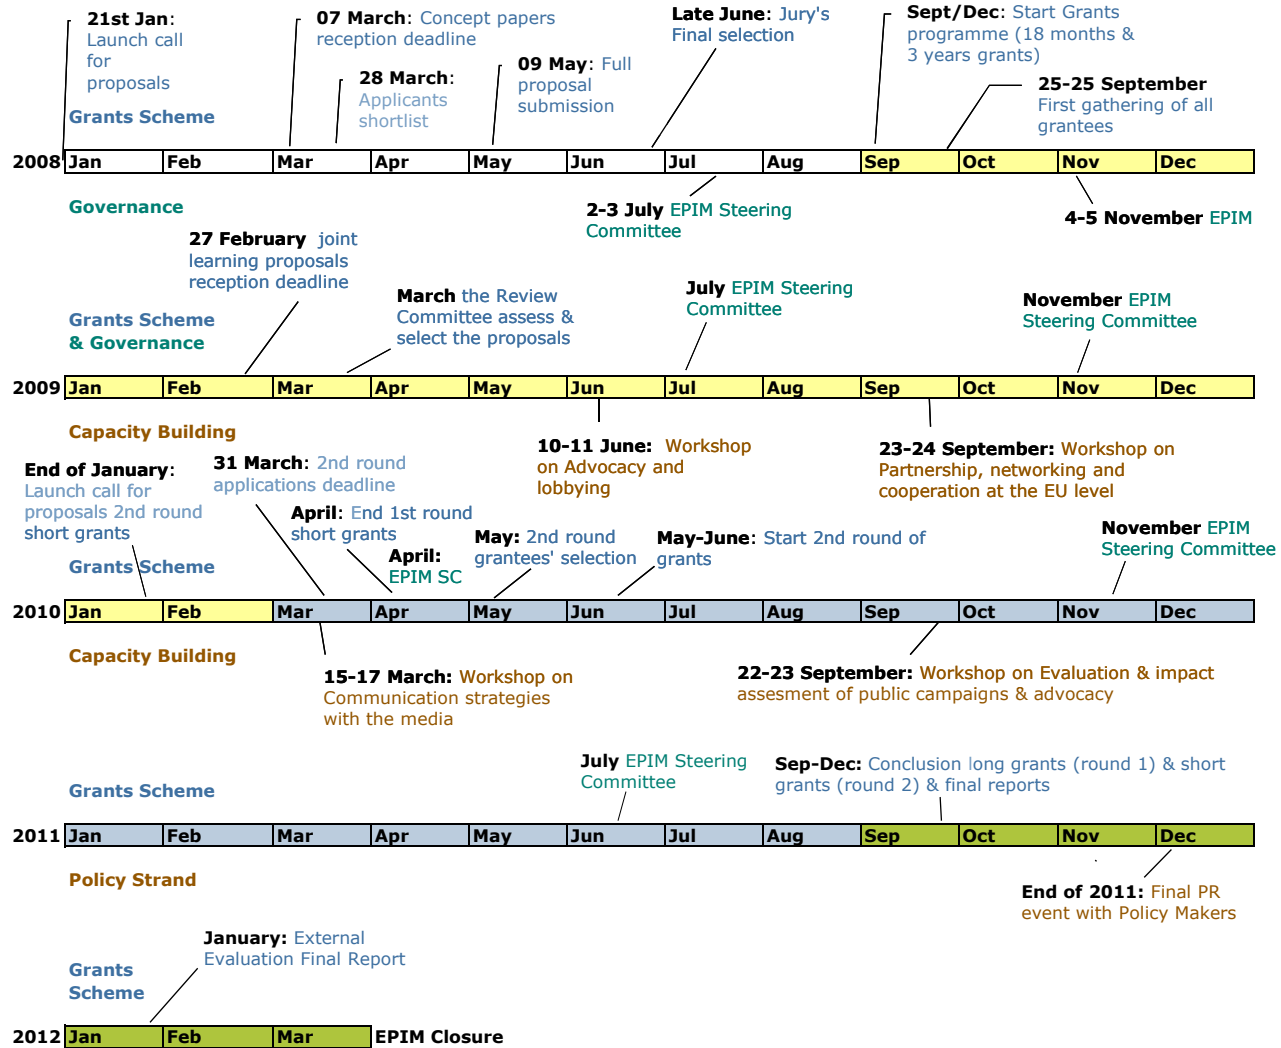 21st Jan:
Launch call
for
proposals
07 March: Concept papers
reception deadline
28 March:
Applicants
shortlist
09 May: Full
proposal
submission
Late June: Jury's
Final selection
Sept/Dec: Start Grants
programme (18 months &
3 years grants)
25-25 September
First gathering of all
grantees
Grants Scheme
2008 Jan Feb Mar Apr May Jun Jul Aug Sep Oct Nov Dec
Governance
2-3 July EPIM Steering
Committee
4-5 November EPIM
27 February joint
learning proposals
reception deadline
March the Review
Committee assess &
select the proposals
July EPIM Steering
Committee
November EPIM
Steering Committee
Grants Scheme
& Governance
2009 Jan Feb Mar Apr May Jun Jul Aug Sep Oct Nov Dec
Capacity Building
10-11 June: Workshop
on Advocacy and
lobbying
23-24 September: Workshop on
Partnership, networking and
cooperation at the EU level
End of January:
Launch call for
proposals 2nd round
short grants
31 March: 2nd round
applications deadline
April: End 1st round
short grants
April:
EPIM SC
May: 2nd round
grantees' selection
May-June: Start 2nd round of
grants
November EPIM
Steering Committee
Grants Scheme
2010 Jan Feb Mar Apr May Jun Jul Aug Sep Oct Nov Dec
Capacity Building
15-17 March: Workshop on
Communication strategies
with the media
22-23 September: Workshop on Evaluation & impact
assesment of public campaigns & advocacy
July EPIM Steering
Committee
Sep-Dec: Conclusion long grants (round 1) & short
grants (round 2) & final reports
Grants Scheme
2011 Jan Feb Mar Apr May Jun Jul Aug Sep Oct Nov Dec
Policy Strand
End of 2011: Final PR
event with Policy Makers
January: External
Evaluation Final Report
Grants
Scheme
2012 Jan Feb Mar EPIM Closure